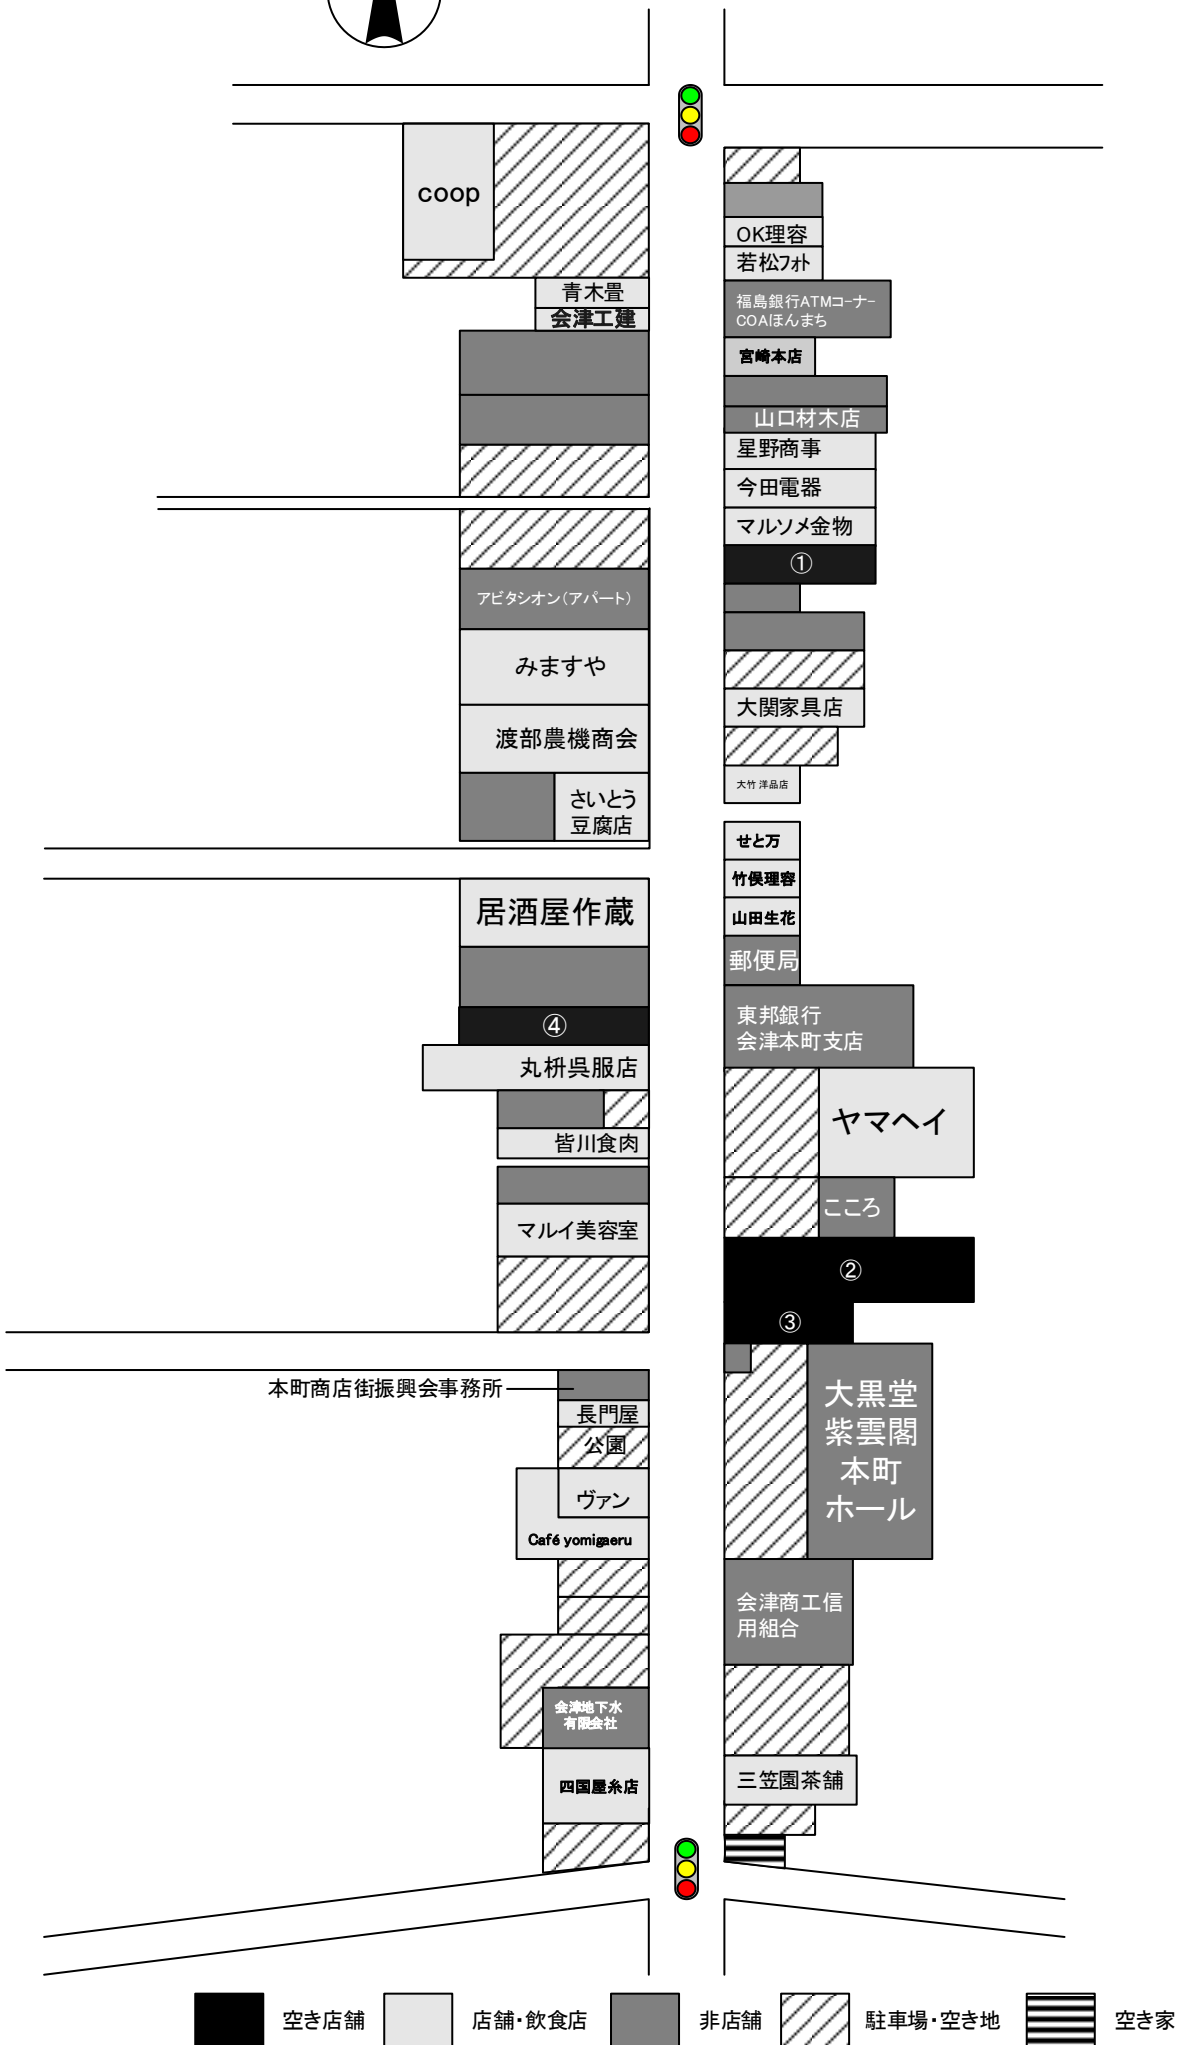 coop
青木畳
会津工建
アビタシオン(アパート)
みますや
渡部農機商会
さいとう
豆腐店
居酒屋作蔵
④
丸枡呉服店
皆川食肉
マルイ美容室
本町商店街振興会事務所
長門屋
公園
ヴァン
Café yomigaeru
会津地下水
有限会社
四国屋糸店
OK理容
若松フォト
福島銀行ATMコーナー
COAほんまち
宮崎本店
山口材木店
星野商事
今田電器
マルソメ金物
①
大関家具店
大竹洋品店
せと万
竹俣理容
山田生花
郵便局
東邦銀行
会津本町支店
ヤマヘイ
こころ
②
③
大黒堂
紫雲閣
本町
ホール
会津商工信
用組合
三笠園茶舗
空き店舗
店舗・飲食店
非店舗
駐車場・空き地
空き家